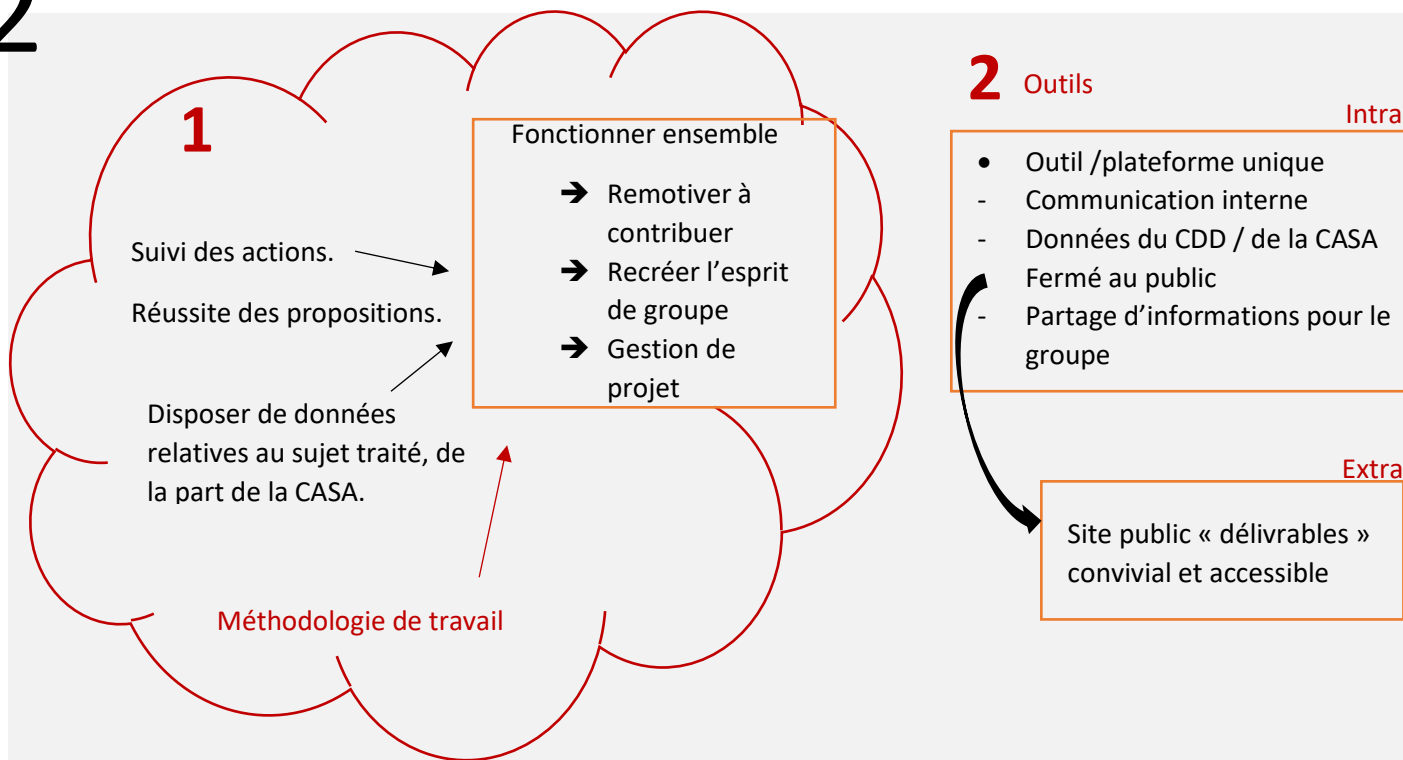 2
1
Fonctionner ensemble
➔ Remotiver à
contribuer
➔ Recréer l’esprit
de groupe
➔ Gestion de
projet
Suivi des actions.
Réussite des propositions.
Disposer de données
relatives au sujet traité, de
la part de la CASA.
Méthodologie de travail
2 Outils
Intra
• Outil /plateforme unique
- Communication interne
- Données du CDD / de la CASA
Fermé au public
- Partage d’informations pour le
groupe
Extra
Site public « délivrables »
convivial et accessible